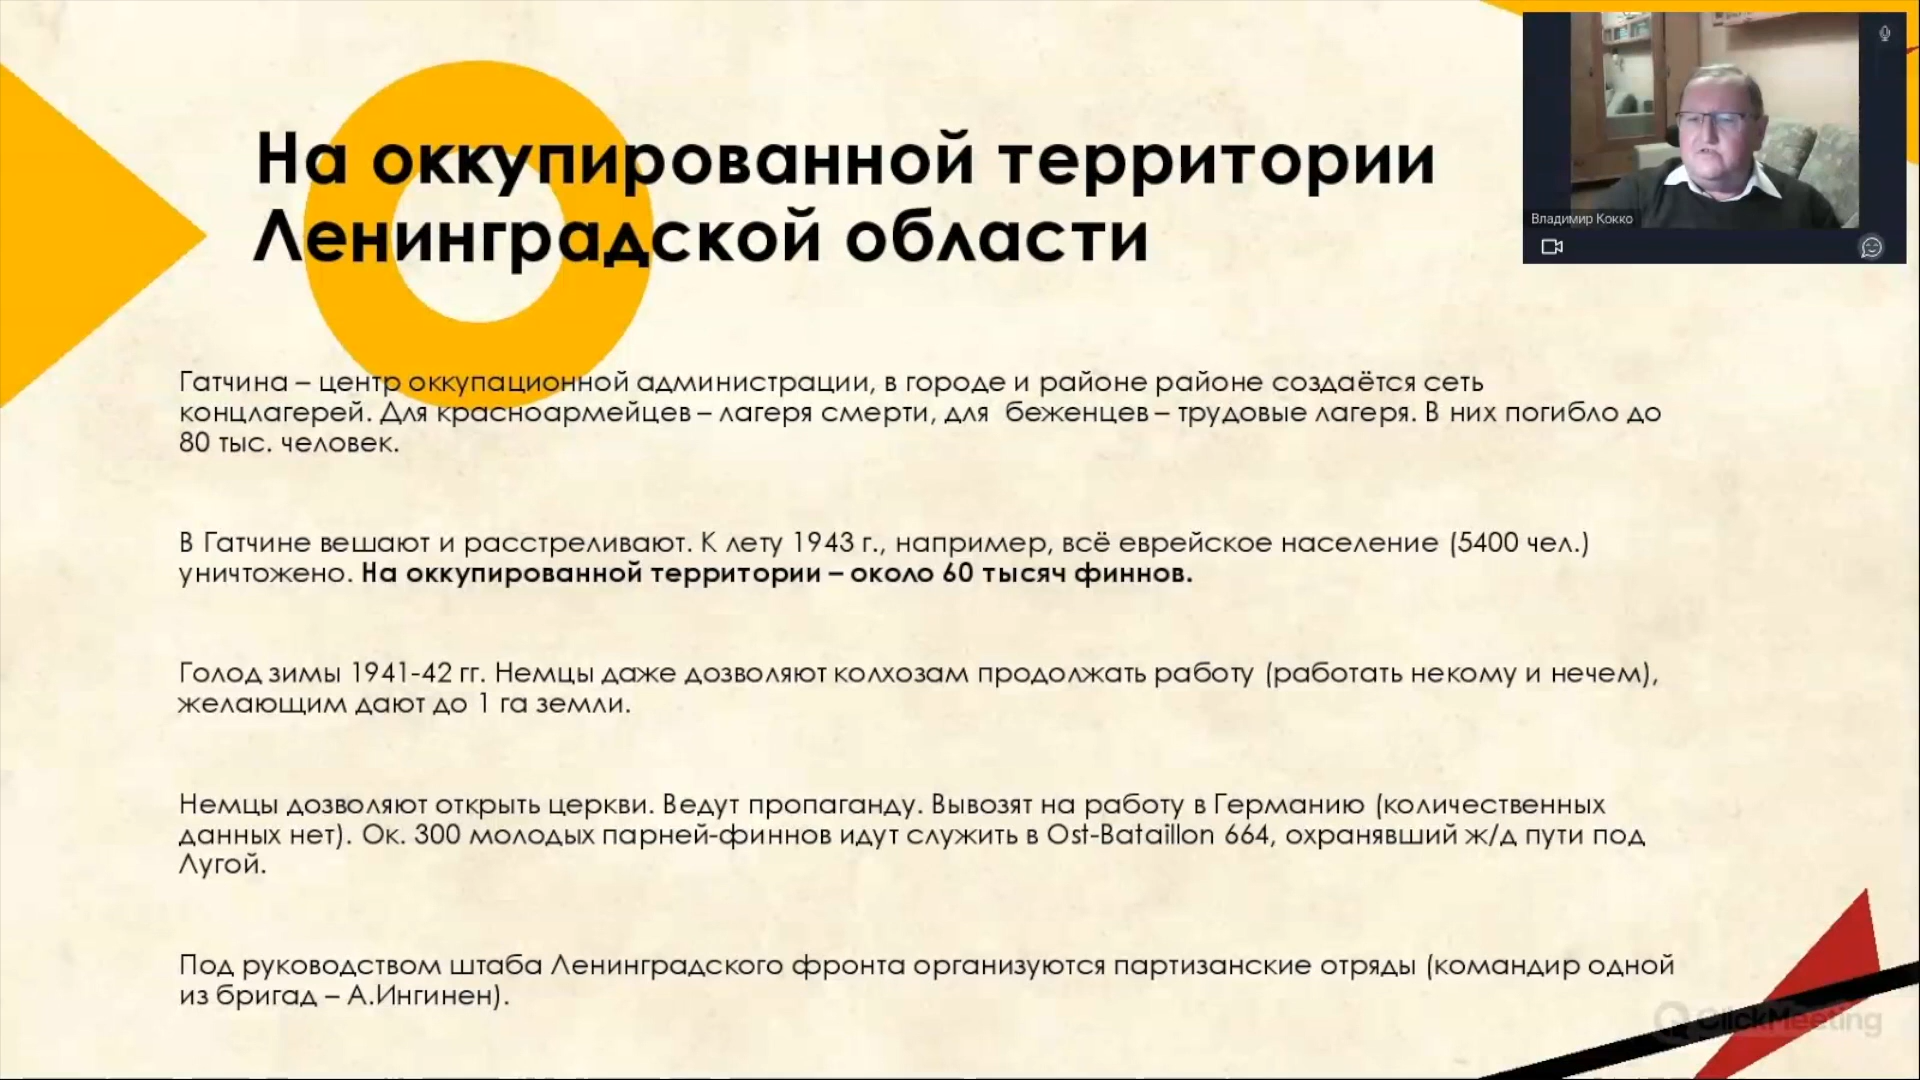 На оккупированной территории
Ленинградской области
Владимир Кокко
Гатчина – центр оккупационной администрации, в городе и районе районе создаётся сеть
концлагерей. Для красноармейцев – лагеря смерти, для беженцев – трудовые лагеря. В них погибло до
80 тыс. человек.
В Гатчине вешают и расстреливают. К лету 1943 г., например, всё еврейское население (5400 чел.)
уничтожено. На оккупированной территории – около 60 тысяч финнов.
Голод зимы 1941-42 гг. Немцы даже дозволяют колхозам продолжать работу (работать некому и нечем),
желающим дают до 1 га земли.
Немцы дозволяют открыть церкви. Ведут пропаганду. Вывозят на работу в Германию (количественных
данных нет). Ок. 300 молодых парней-финнов идут служить в Ost-Bataillon 664, охранявший ж/д пути под
Лугой.
Под руководством штаба Ленинградского фронта организуются партизанские отряды (командир одной
из бригад – А.Ингинен).
ClickMeeting